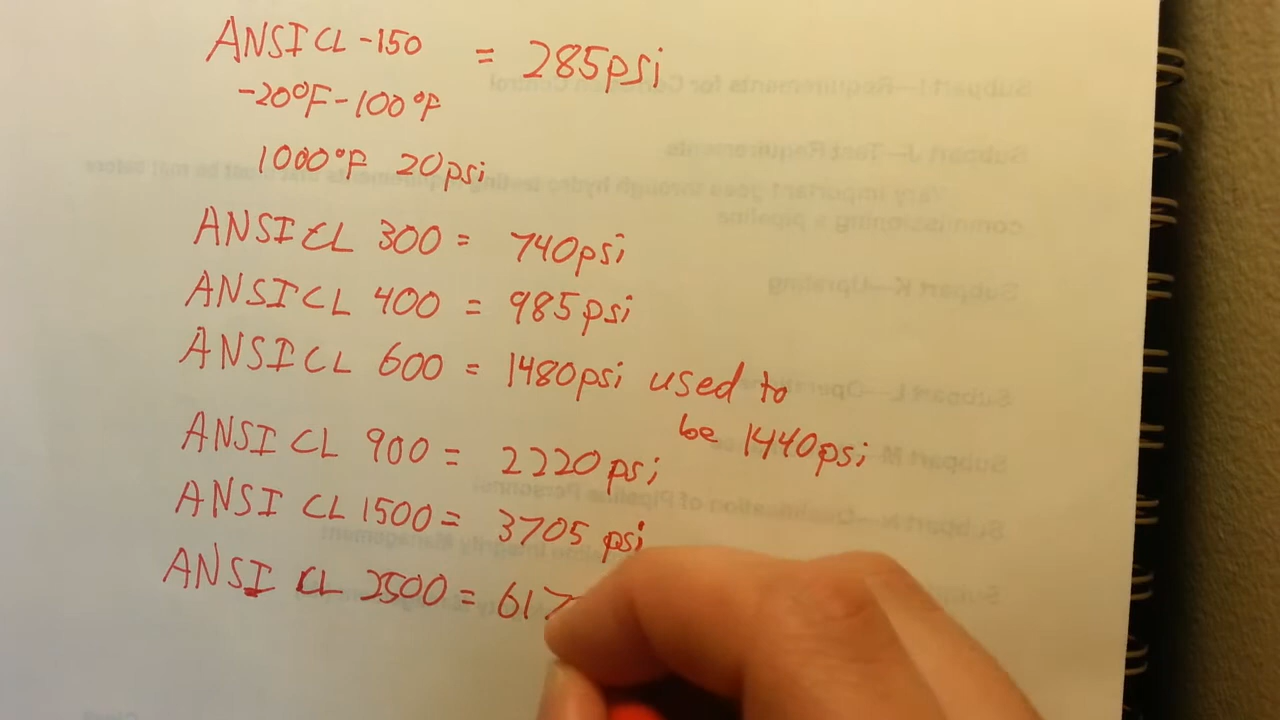 ANSI CL -150 = 285psi
-20°F-100°F
1000°F 20psi
ANSI CL 300 = 740psi
ANSI CL 400 = 985psi
ANSI CL 600 = 1480psi used to
be 1440psi
ANSI CL 900 = 2220psi
ANSI CL 1500 = 3705 psi
ANSI CL 2500 = 617